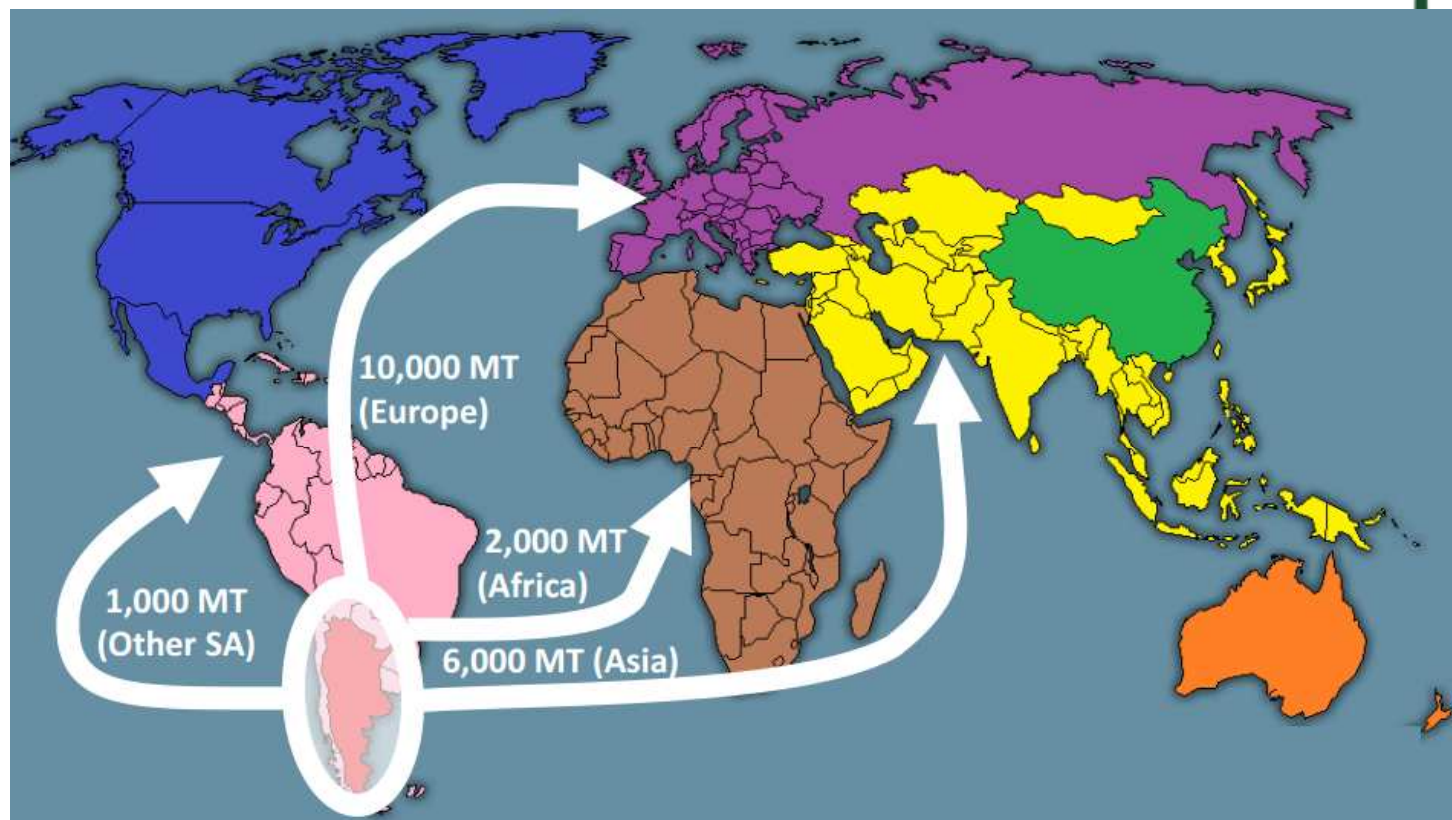 10,000 MT
(Europe)
2,000 MT
(Africa)
1,000 MT
(Other SA)
6,000 MT (Asia)